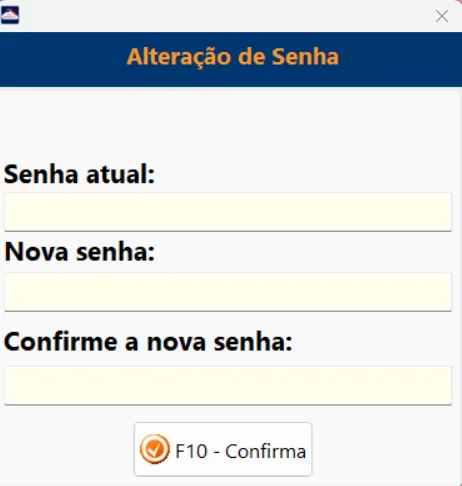 Alteração de Senha
Senha atual:
Nova senha:
Confirme a nova senha:
F10 - Confirma